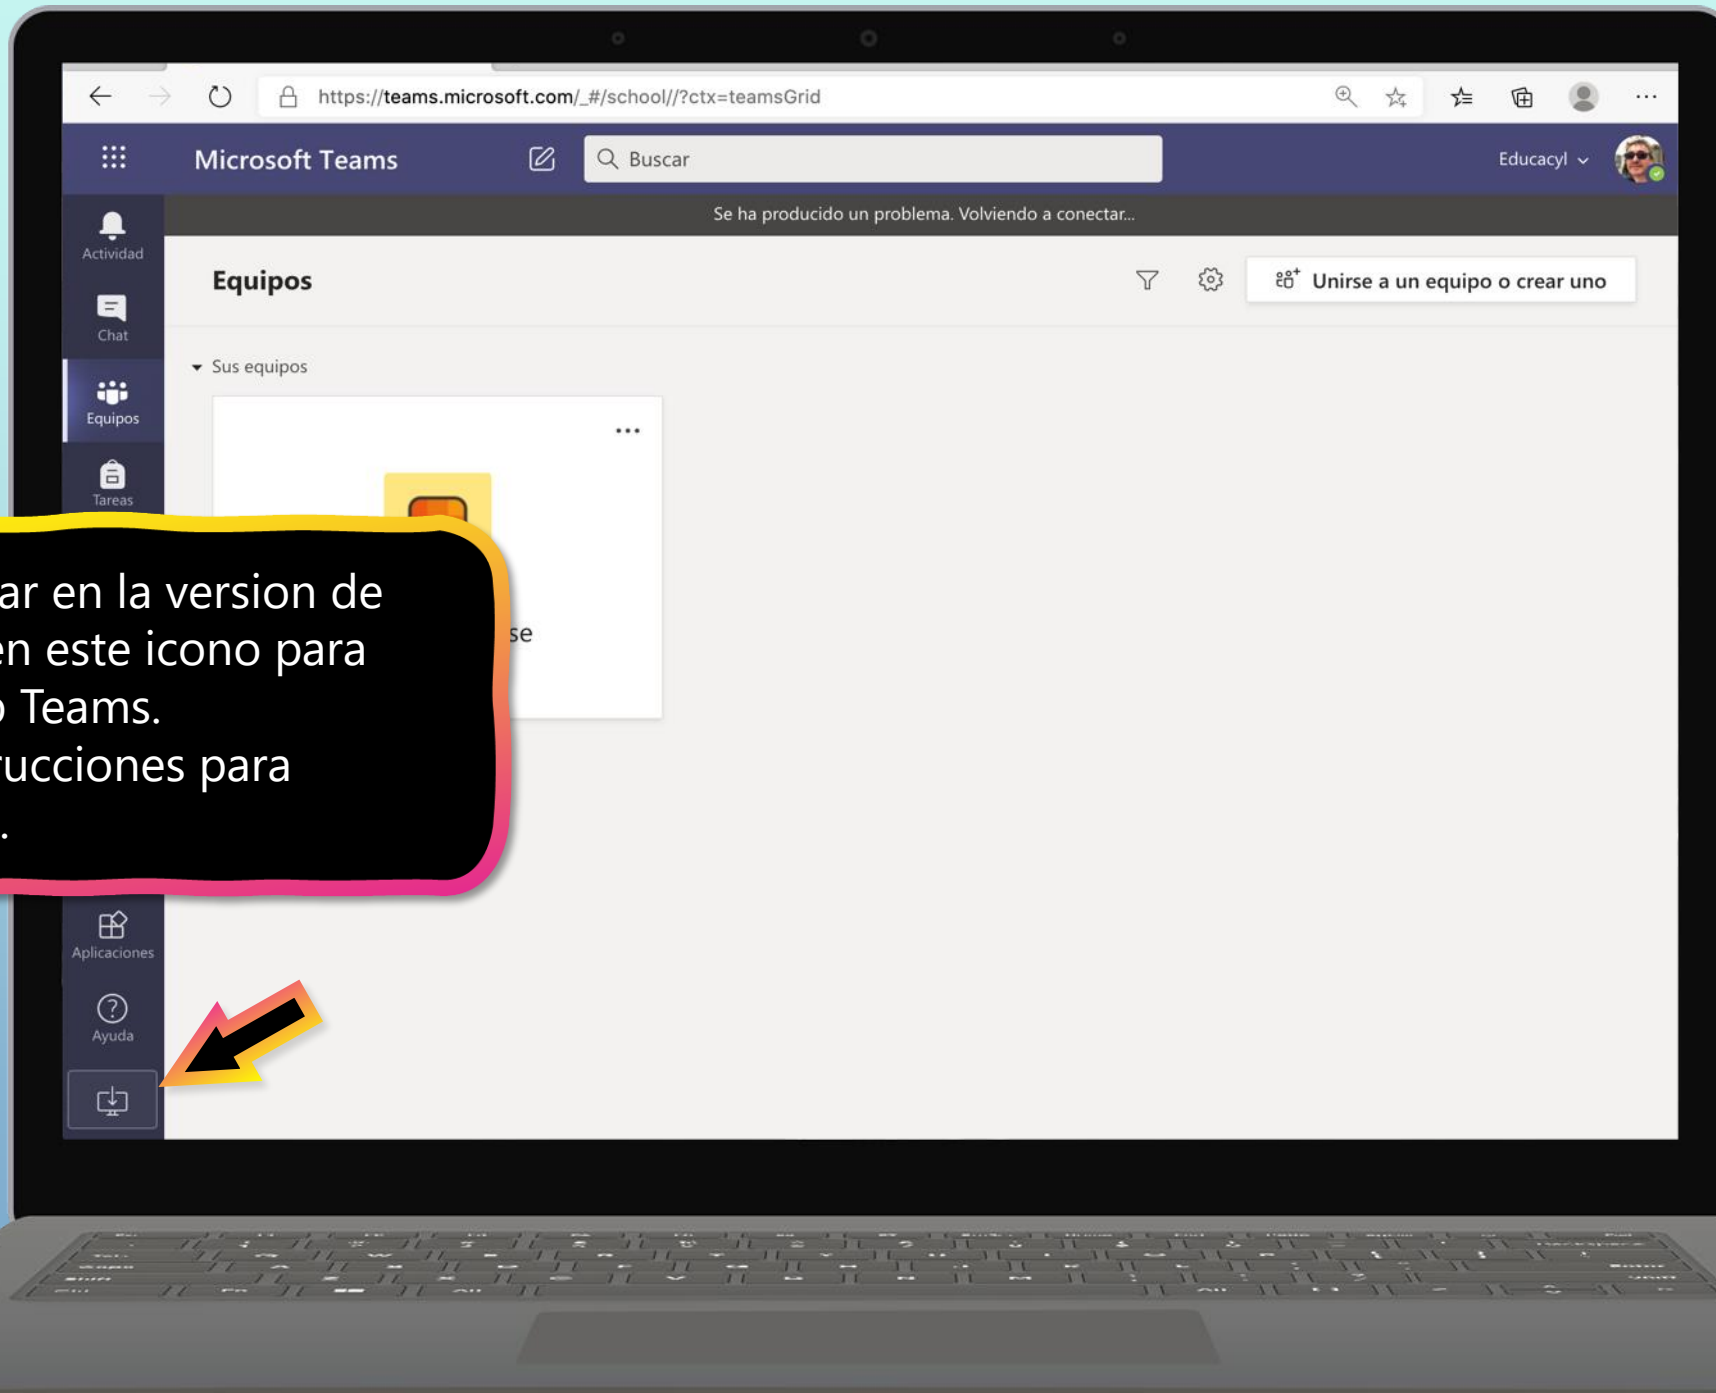 https://teams.microsoft.com/_#/school//?ctx=teamsGrid
Microsoft Teams
Buscar
Educacyl
Se ha producido un problema. Volviendo a conectar...
Actividad
Equipos
Unirse a un equipo o crear uno
Chat
Sus equipos
Equipos
Tareas
ar en la version de
en este icono para
o Teams.
rucciones para
.
se
Aplicaciones
Ayuda